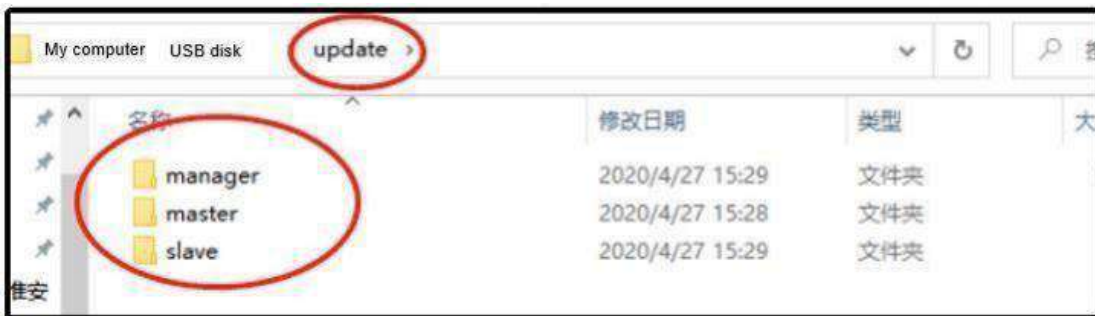 My computer USB disk update >
名称 修改日期 类型 大
manager 2020/4/27 15:29 文件夹
master 2020/4/27 15:28 文件夹
slave 2020/4/27 15:29 文件夹
淮安